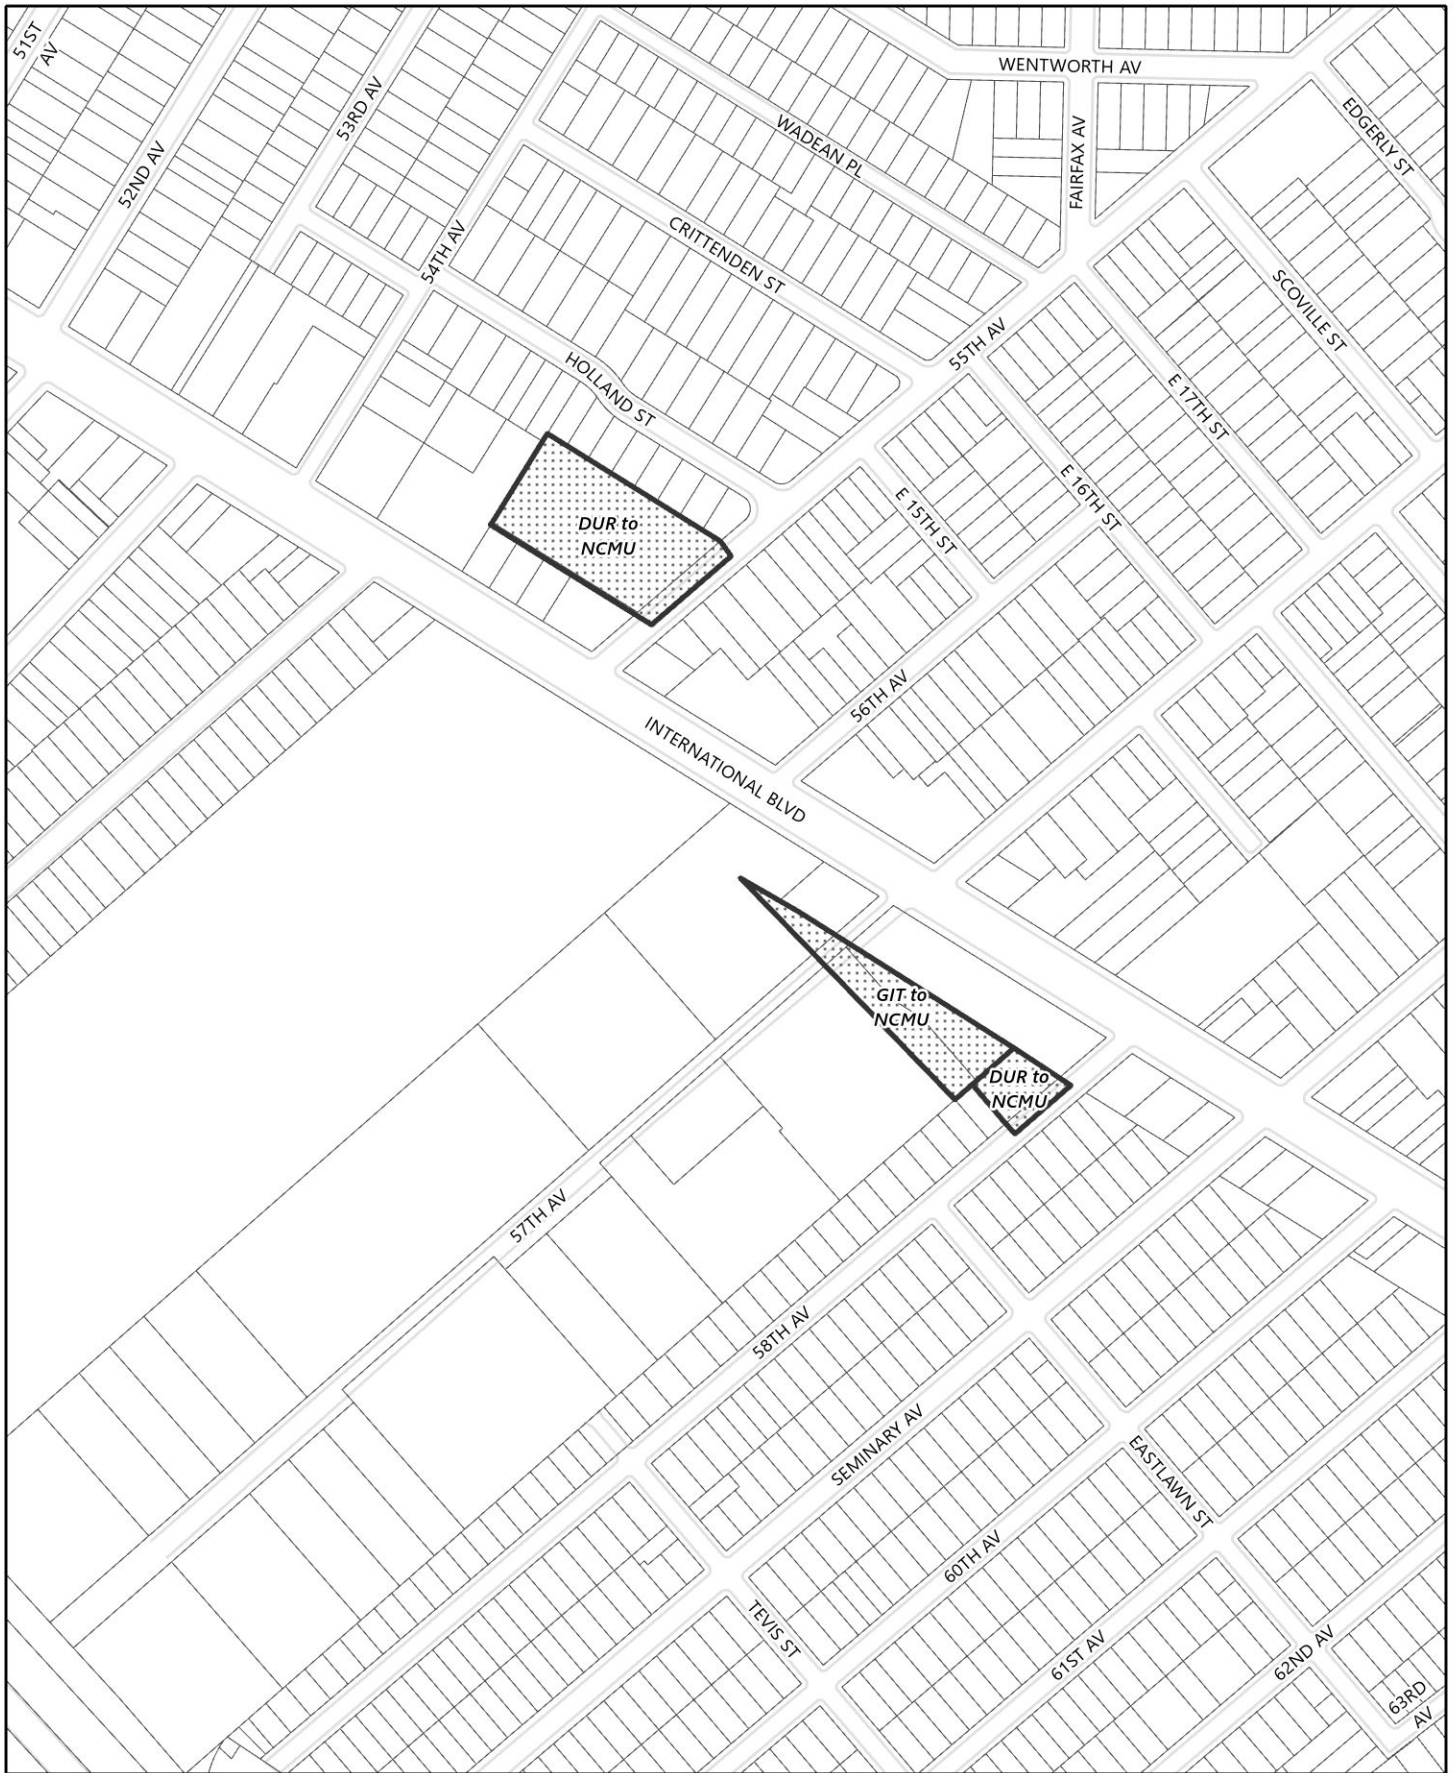 51ST
AV
52ND AV
53RD AV
54TH AV
WENTWORTH AV
WADEAN PL
FAIRFAX AV
EDGERLY ST
CRITTENDEN ST
SCOVILLE ST
55TH AV
HOLLAND ST
E 17TH ST
E 16TH ST
E 15TH ST
DUR to
NCMU
56TH AV
INTERNATIONAL BLVD
GIT to
NCMU
DUR to
NCMU
57TH AV
58TH AV
SEMINARY AV
EASTLAWN ST
60TH AV
TEVIS ST
61ST AV
62ND AV
63RD
AV